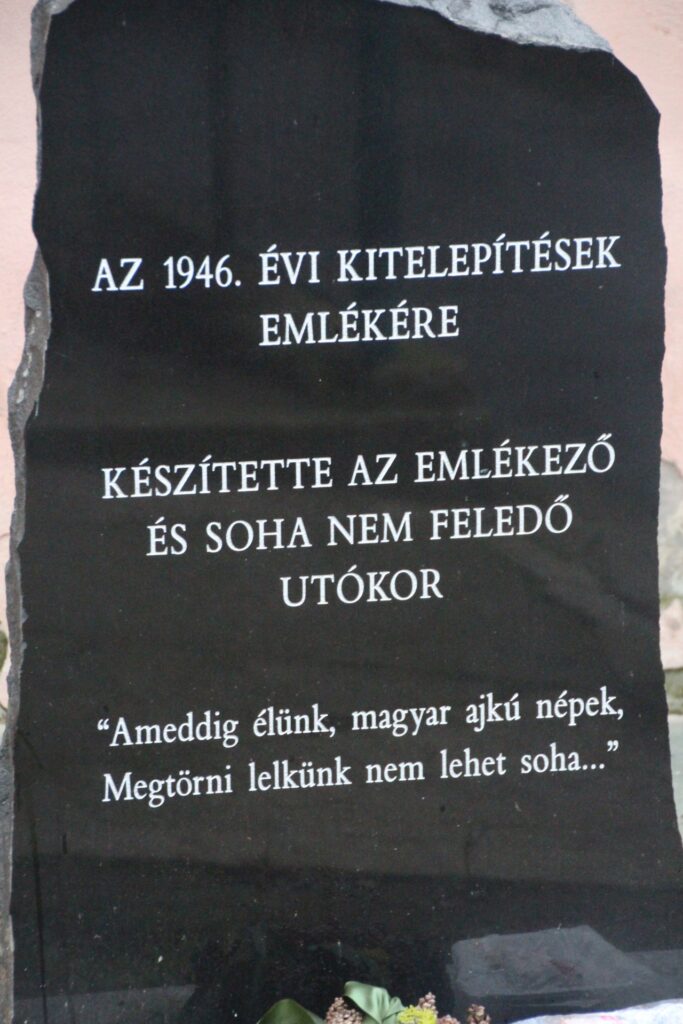 AZ 1946. ÉVI KITELEPÍTÉSEK
EMLÉKÉRE
KÉSZÍTETTE AZ EMLÉKEZŐ
ÉS SOHA NEM FELEDŐ
UTÓKOR
“Ameddig élünk, magyar ajkú népek,
Megtörni lelkünk nem lehet soha...”